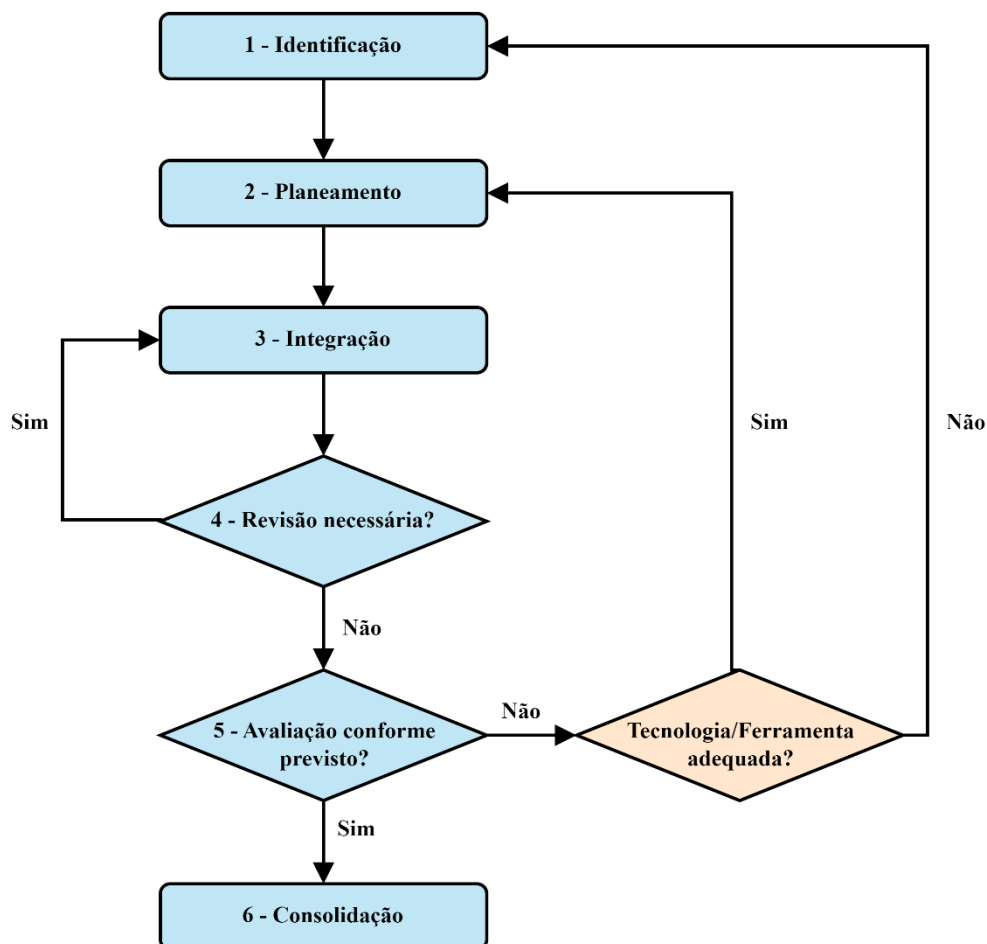 1 - Identificação
2 - Planeamento
3 - Integração
Sim
Sim
Não
4 - Revisão necessária?
Não
5 - Avaliação conforme
previsto?
Não
Tecnologia/Ferramenta
adequada?
Sim
6 - Consolidação